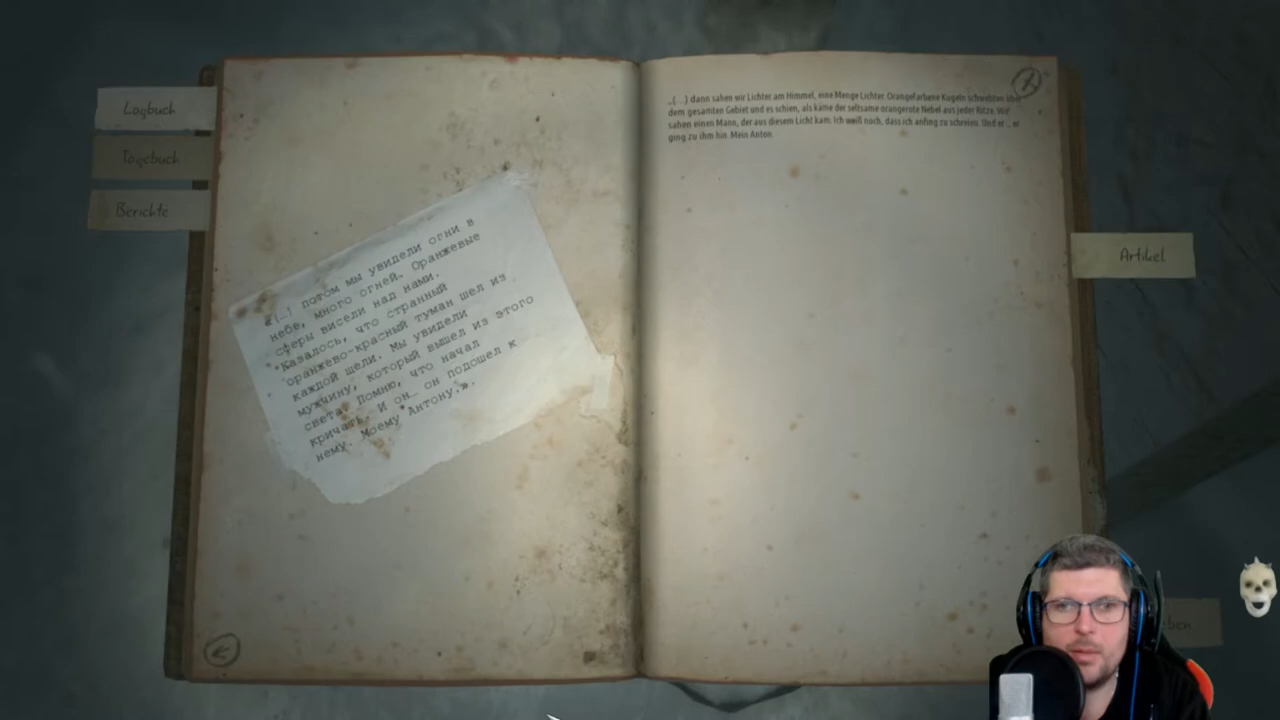 Logbuch
Tagebuch
Berichte
«(…) потом мы увидели огни в
небе, много огней. Оранжевые
сферы висели над нами.
Казалось, что странный
оранжево-красный туман шел из
каждой щели. Мы увидели
мужчину, который вышел из этого
света. Помню, что начал
кричать. И он… он подошел к
нему. Моему Антону.».
„(…) dann sahen wir Lichter am Himmel, eine Menge Lichter. Orangefarbene Kugeln schwebten über
dem gesamten Gebiet und es schien, als käme der seltsame orangerote Nebel aus jeder Ritze. Wir
sahen einen Mann, der aus diesem Licht kam. Ich weiß noch, dass ich anfing zu schreien. Und er … er
ging zu ihm hin. Mein Anton.
Artikel